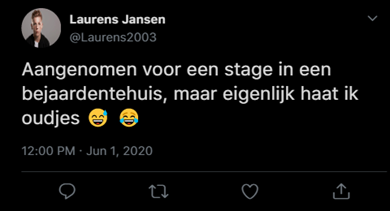 Laurens Jansen
@Laurens2003
Aangenomen voor een stage in een
bejaardentehuis, maar eigenlijk haat ik
oudjes 😅 😂
12:00 PM · Jun 1, 2020